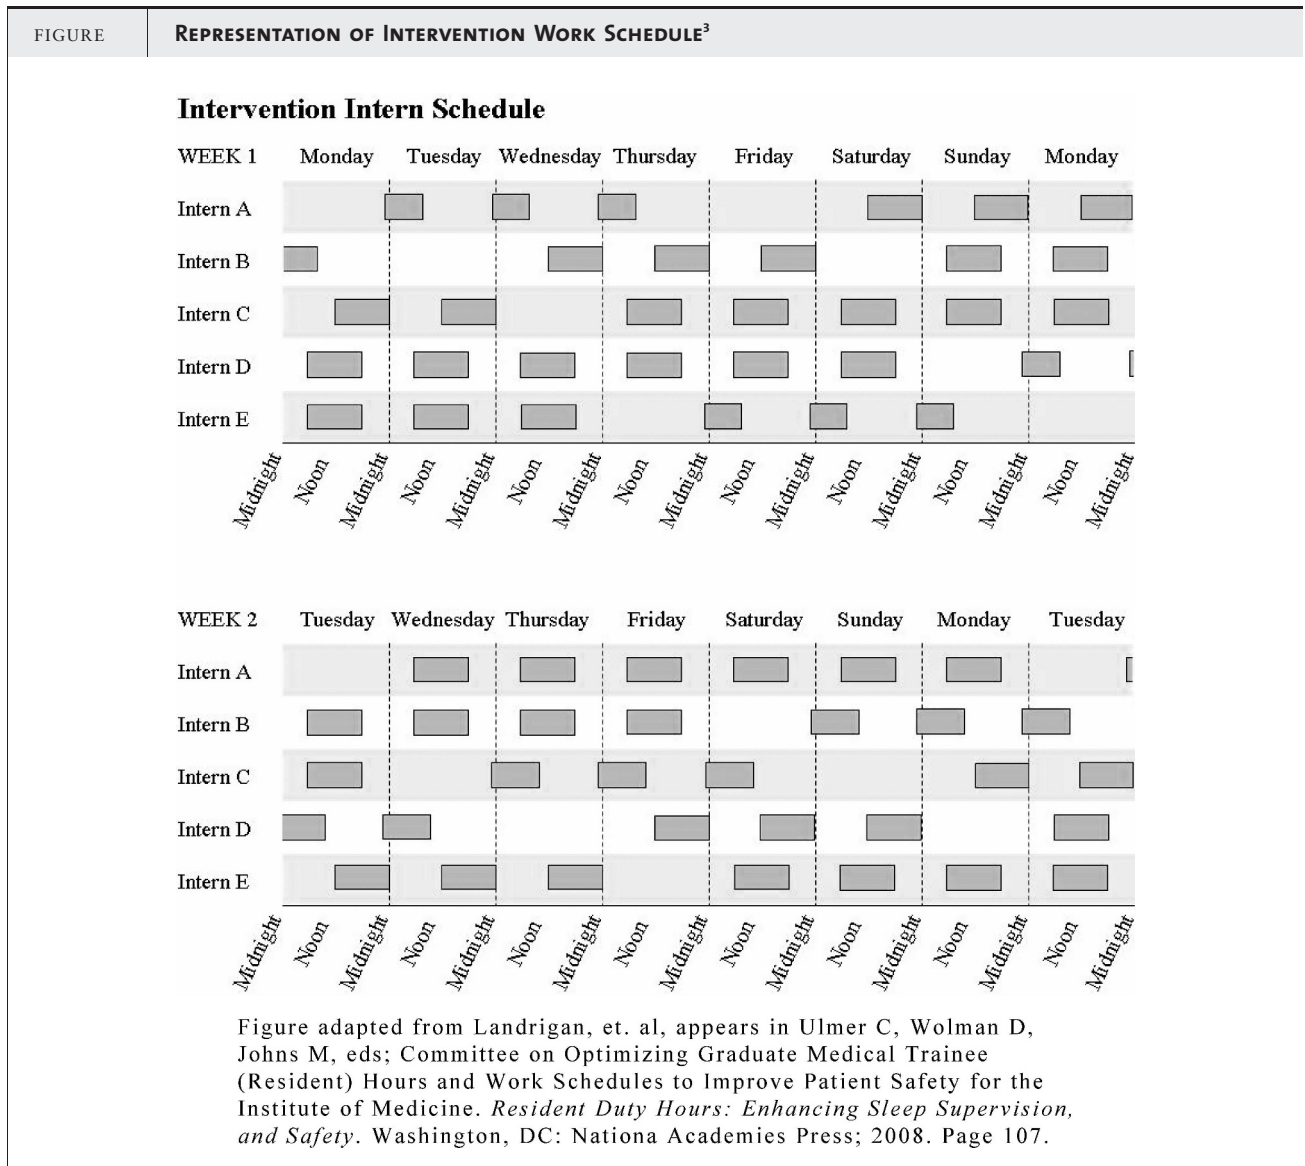 FIGURE REPRESENTATION OF INTERVENTION WORK SCHEDULE³
Intervention Intern Schedule
WEEK 1 Monday Tuesday Wednesday Thursday Friday Saturday Sunday Monday
Intern A
Intern B
Intern C
Intern D
Intern E
Midnight Noon Midnight Noon Midnight Noon Midnight Noon Midnight Noon Midnight Noon Midnight Noon Midnight Noon Midnight
WEEK 2 Tuesday Wednesday Thursday Friday Saturday Sunday Monday Tuesday
Intern A
Intern B
Intern C
Intern D
Intern E
Midnight Noon Midnight Noon Midnight Noon Midnight Noon Midnight Noon Midnight Noon Midnight Noon Midnight Noon Midnight
Figure adapted from Landrigan, et. al, appears in Ulmer C, Wolman D,
Johns M, eds; Committee on Optimizing Graduate Medical Trainee
(Resident) Hours and Work Schedules to Improve Patient Safety for the
Institute of Medicine. Resident Duty Hours: Enhancing Sleep Supervision,
and Safety. Washington, DC: Nationa Academies Press; 2008. Page 107.